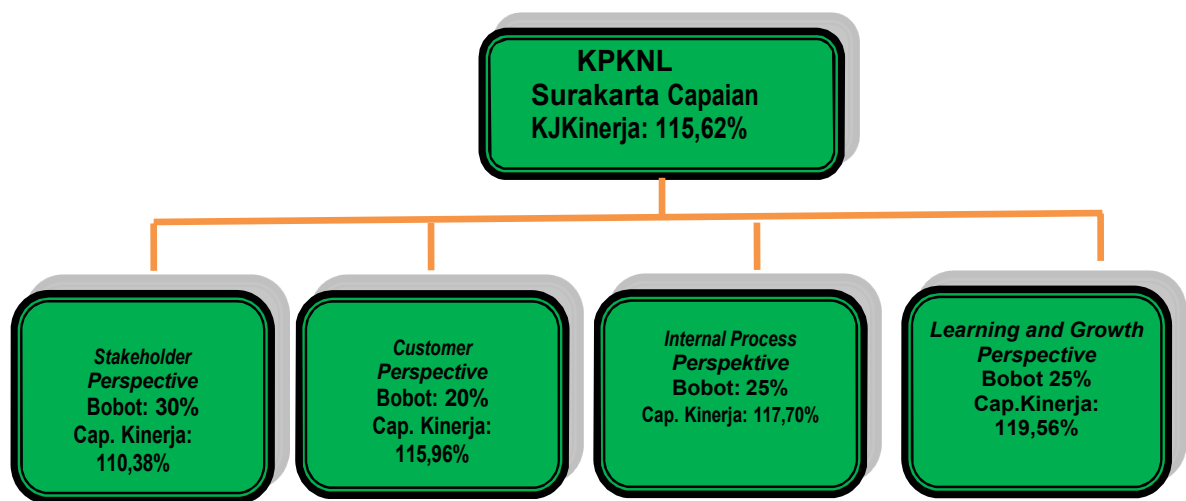 KPKNL
Surakarta Capaian
KJKinerja: 115,62%
Stakeholder
Perspective
Bobot: 30%
Cap. Kinerja:
110,38%
Customer
Perspective
Bobot: 20%
Cap. Kinerja:
115,96%
Internal Process
Perspektive
Bobot: 25%
Cap. Kinerja: 117,70%
Learning and Growth
Perspective
Bobot 25%
Cap.Kinerja:
119,56%